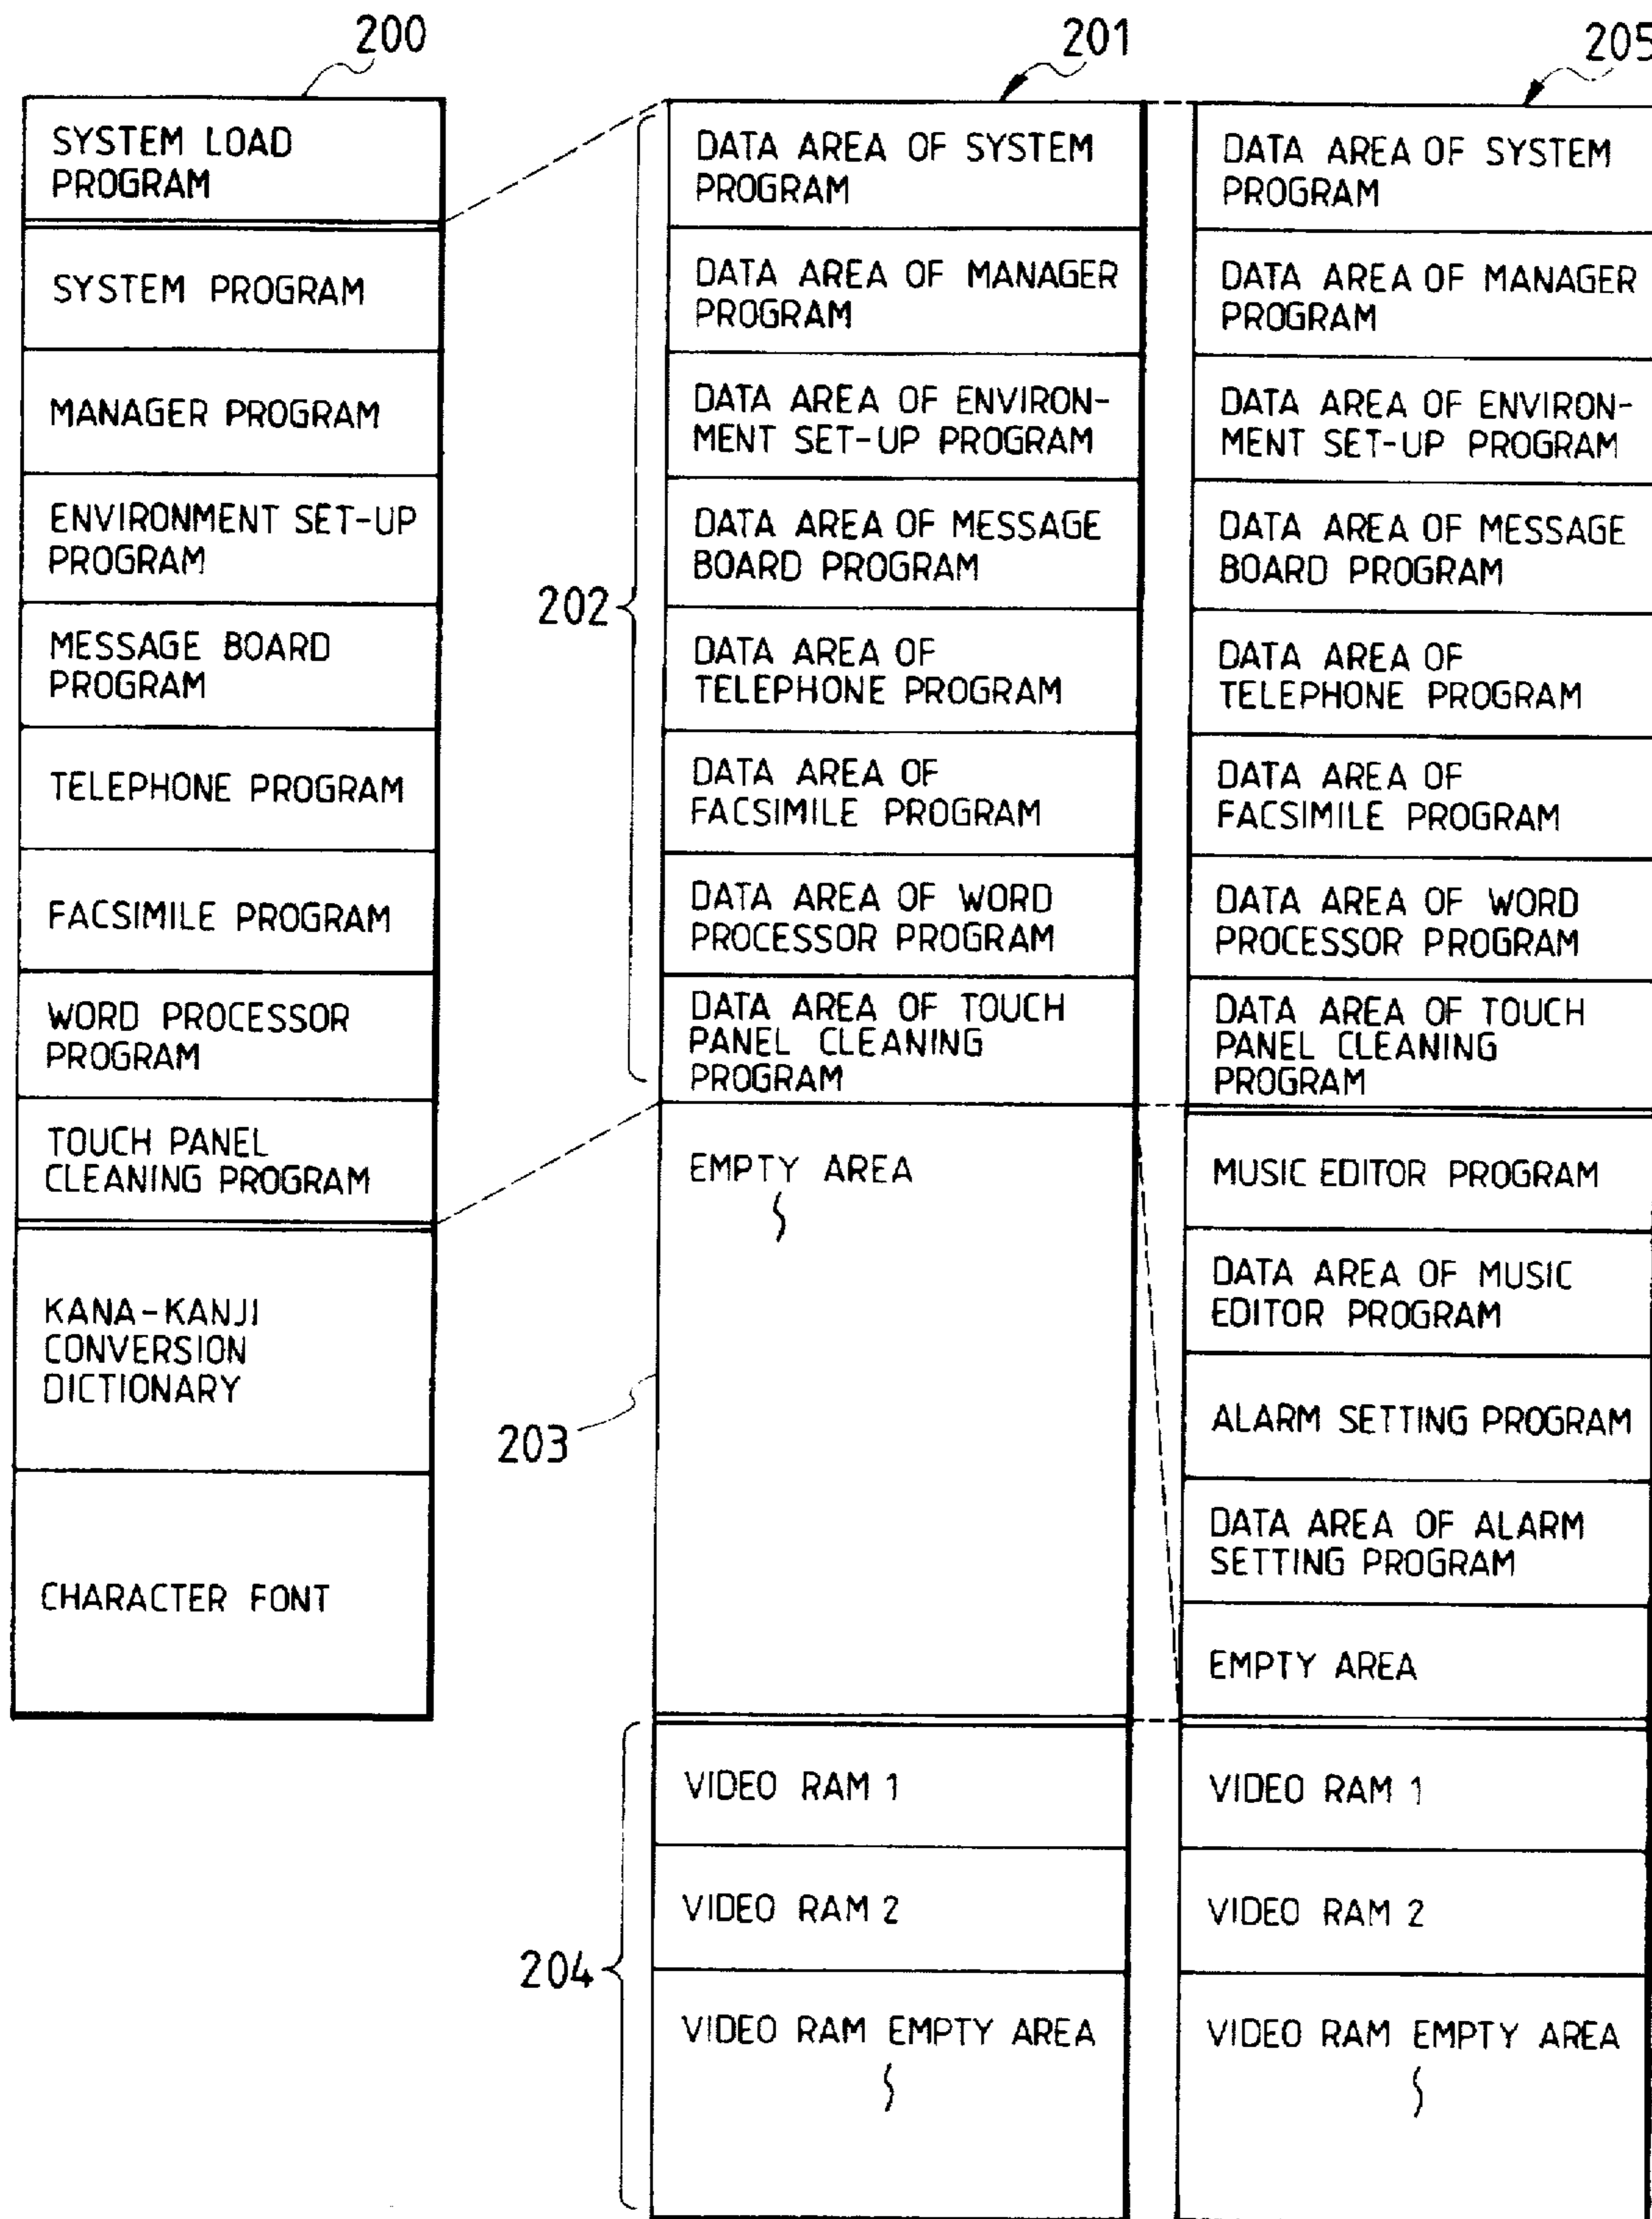 200
SYSTEM LOAD
PROGRAM
SYSTEM PROGRAM
MANAGER PROGRAM
ENVIRONMENT SET-UP
PROGRAM
MESSAGE BOARD
PROGRAM
TELEPHONE PROGRAM
FACSIMILE PROGRAM
WORD PROCESSOR
PROGRAM
TOUCH PANEL
CLEANING PROGRAM
KANA-KANJI
CONVERSION
DICTIONARY
CHARACTER FONT
201
202
203
204
DATA AREA OF SYSTEM
PROGRAM
DATA AREA OF MANAGER
PROGRAM
DATA AREA OF ENVIRON-
MENT SET-UP PROGRAM
DATA AREA OF MESSAGE
BOARD PROGRAM
DATA AREA OF
TELEPHONE PROGRAM
DATA AREA OF
FACSIMILE PROGRAM
DATA AREA OF WORD
PROCESSOR PROGRAM
DATA AREA OF TOUCH
PANEL CLEANING
PROGRAM
EMPTY AREA
VIDEO RAM 1
VIDEO RAM 2
VIDEO RAM EMPTY AREA
205
DATA AREA OF SYSTEM
PROGRAM
DATA AREA OF MANAGER
PROGRAM
DATA AREA OF ENVIRON-
MENT SET-UP PROGRAM
DATA AREA OF MESSAGE
BOARD PROGRAM
DATA AREA OF
TELEPHONE PROGRAM
DATA AREA OF
FACSIMILE PROGRAM
DATA AREA OF WORD
PROCESSOR PROGRAM
DATA AREA OF TOUCH
PANEL CLEANING
PROGRAM
MUSIC EDITOR PROGRAM
DATA AREA OF MUSIC
EDITOR PROGRAM
ALARM SETTING PROGRAM
DATA AREA OF ALARM
SETTING PROGRAM
EMPTY AREA
VIDEO RAM 1
VIDEO RAM 2
VIDEO RAM EMPTY AREA